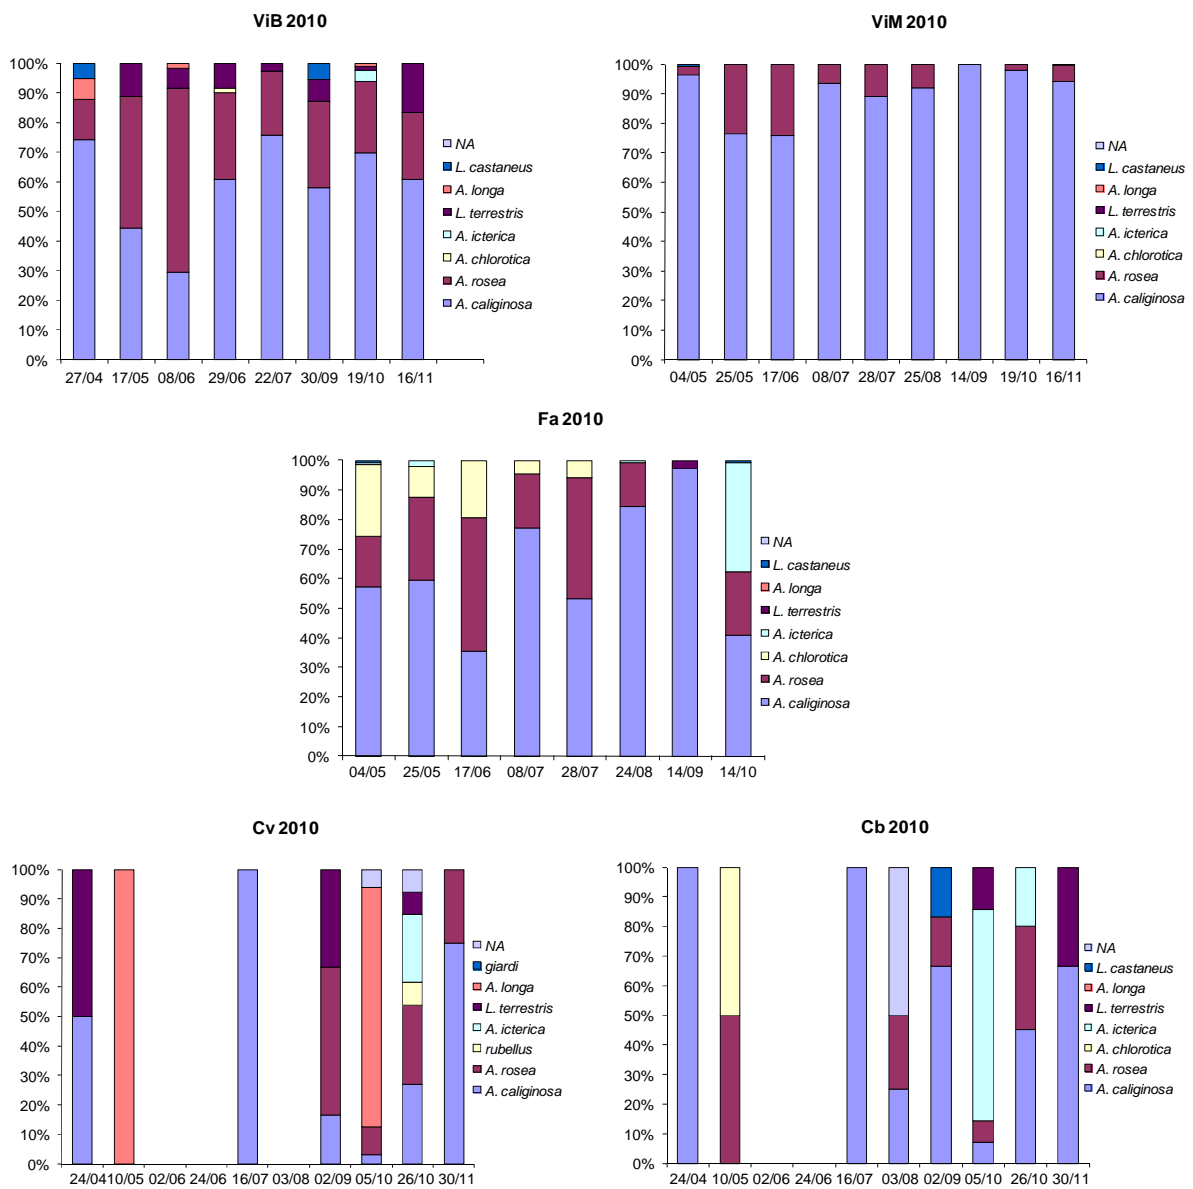 ViB 2010
100%
90%
80%
70%
60%
50%
40%
30%
20%
10%
0%
27/04 17/05 08/06 29/06 22/07 30/09 19/10 16/11
NA
L. castaneus
A. longa
L. terrestris
A. icterica
A. chlorotica
A. rosea
A. caliginosa
ViM 2010
100%
90%
80%
70%
60%
50%
40%
30%
20%
10%
0%
04/05 25/05 17/06 08/07 28/07 25/08 14/09 19/10 16/11
NA
L. castaneus
A. longa
L. terrestris
A. icterica
A. chlorotica
A. rosea
A. caliginosa
Fa 2010
100%
90%
80%
70%
60%
50%
40%
30%
20%
10%
0%
04/05 25/05 17/06 08/07 28/07 24/08 14/09 14/10
NA
L. castaneus
A. longa
L. terrestris
A. icterica
A. chlorotica
A. rosea
A. caliginosa
Cv 2010
100%
90%
80%
70%
60%
50%
40%
30%
20%
10%
0%
24/04 10/05 02/06 24/06 16/07 03/08 02/09 05/10 26/10 30/11
NA
giardi
A. longa
L. terrestris
A. icterica
rubellus
A. rosea
A. caliginosa
Cb 2010
100%
90%
80%
70%
60%
50%
40%
30%
20%
10%
0%
24/04 10/05 02/06 24/06 16/07 03/08 02/09 05/10 26/10 30/11
NA
L. castaneus
A. longa
L. terrestris
A. icterica
A. chlorotica
A. rosea
A. caliginosa